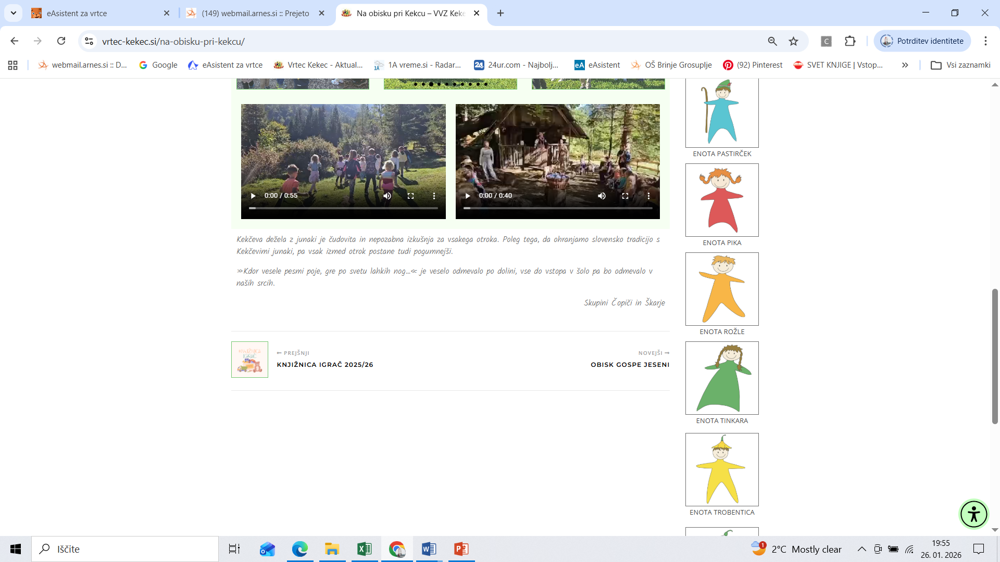 eAsistent za vrtce
(149) webmail.arnes.si :: Prejeto
Na obisku pri Kekcu – VVZ Keke
vrtec-kekec.si/na-obisku-pri-kekcu/
Potrditev identitete
webmail.arnes.si :: D...
Google
eAsistent za vrtce
Vrtec Kekec - Aktual...
1A vreme.si - Radar...
24ur.com - Najbolj...
eAsistent
OŠ Brinje Grosuplje
(92) Pinterest
SVET KNJIGE | Vstop...
Vsi zaznamki
0:00 / 0:55
0:00 / 0:40
Kekčeva dežela z junaki je čudovita in nepozabna izkušnja za vsakega otroka. Poleg tega, da ohranjamo slovensko tradicijo s
Kekčevimi junaki, pa vsak izmed otrok postane tudi pogumnejši.
»Kdor vesele pesmi poje, gre po svetu lahkih nog...« je veselo odmevalo po dolini, vse do vstopa v šolo pa bo odmevalo v
naših srcih.
Skupini Čopiči in Škarje
KNJIŽNICA
IGRAČ
← PREJŠNJI
KNJIŽNICA IGRAČ 2025/26
NOVEJŠI →
OBISK GOSPE JESENI
ENOTA PASTIRČEK
ENOTA PIKA
ENOTA ROŽLE
ENOTA TINKARA
ENOTA TROBENTICA
Iščite
1
2°C Mostly clear
19:55
26. 01. 2026